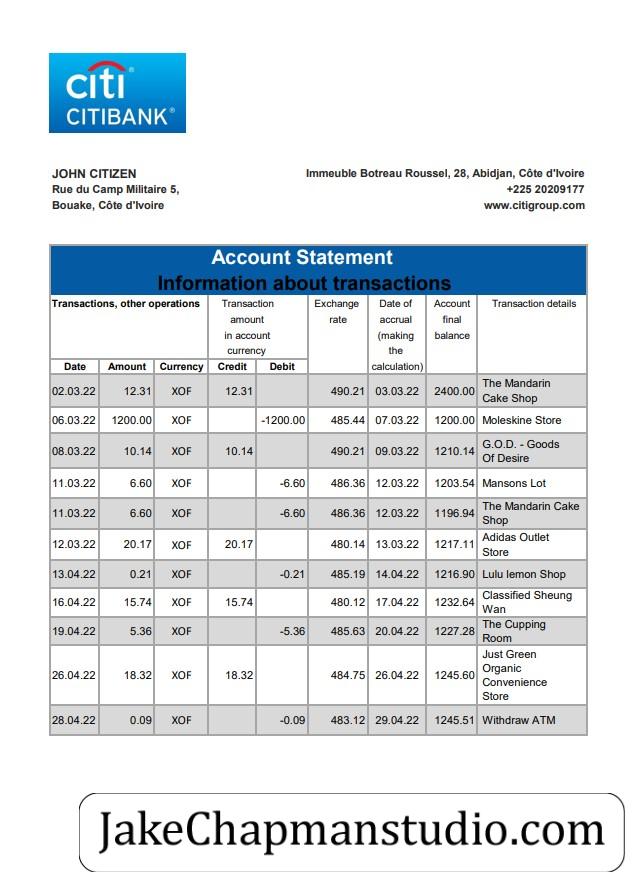 citi®
CITIBANK®
JOHN CITIZEN
Rue du Camp Militaire 5,
Bouake, Côte d'Ivoire
Immeuble Botreau Roussel, 28, Abidjan, Côte d'Ivoire
+225 20209177
www.citigroup.com
Account Statement
Information about transactions
Transactions, other operations
Transaction
amount
in account
currency
Exchange
rate
Date of
accrual
(making
the
calculation)
Account
final
balance
Transaction details
Date Amount Currency Credit Debit
02.03.22 12.31 XOF 12.31 490.21 03.03.22 2400.00 The Mandarin
Cake Shop
06.03.22 1200.00 XOF -1200.00 485.44 07.03.22 1200.00 Moleskine Store
08.03.22 10.14 XOF 10.14 490.21 09.03.22 1210.14 G.O.D. - Goods
Of Desire
11.03.22 6.60 XOF -6.60 486.36 12.03.22 1203.54 Mansons Lot
11.03.22 6.60 XOF -6.60 486.36 12.03.22 1196.94 The Mandarin Cake
Shop
12.03.22 20.17 XOF 20.17 480.14 13.03.22 1217.11 Adidas Outlet
Store
13.04.22 0.21 XOF -0.21 485.19 14.04.22 1216.90 Lulu lemon Shop
16.04.22 15.74 XOF 15.74 480.12 17.04.22 1232.64 Classified Sheung
Wan
19.04.22 5.36 XOF -5.36 485.63 20.04.22 1227.28 The Cupping
Room
26.04.22 18.32 XOF 18.32 484.75 26.04.22 1245.60 Just Green
Organic
Convenience
Store
28.04.22 0.09 XOF -0.09 483.12 29.04.22 1245.51 Withdraw ATM
JakeChapmanstudio.com